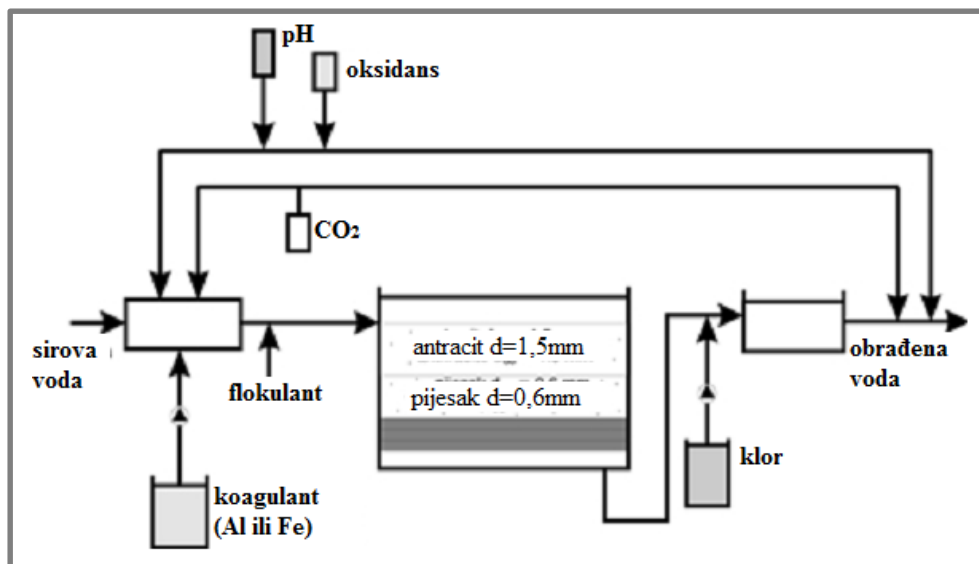 pH
oksidans
CO₂
sirova
voda
flokulant
antracit d=1,5mm
pijesak d=0,6mm
obrađena
voda
klor
koagulant
(Al ili Fe)